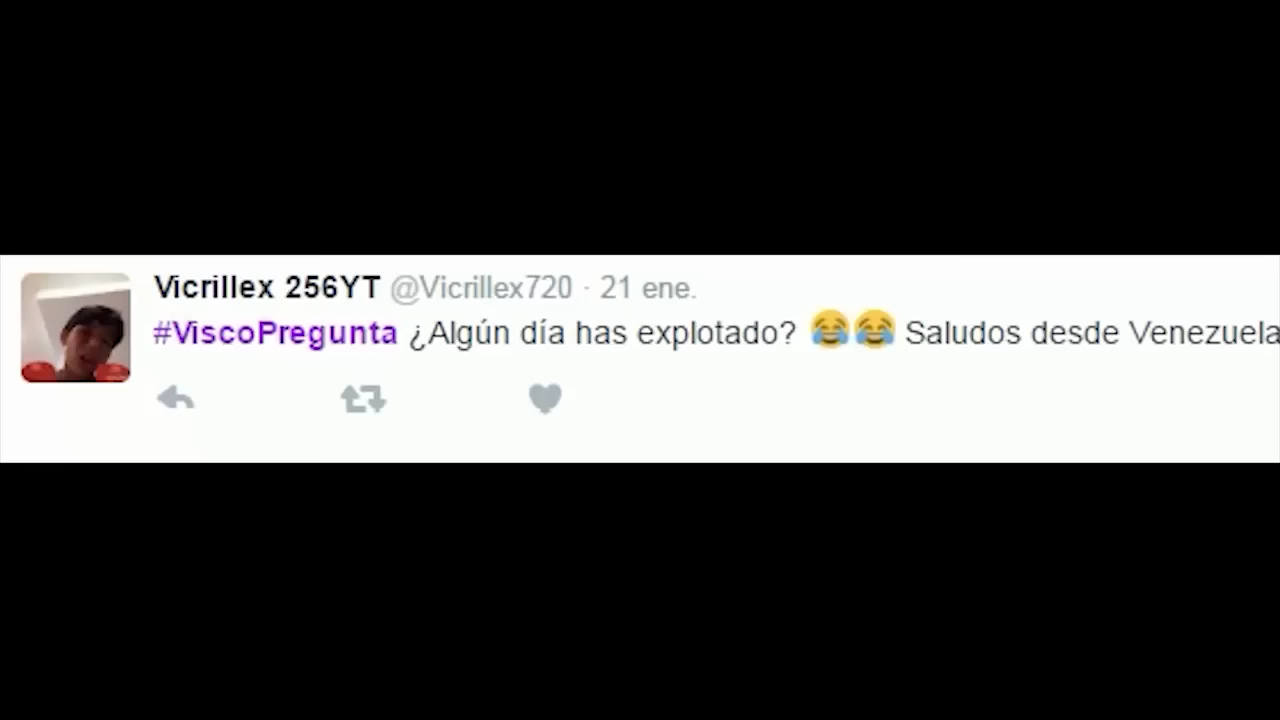 Vicrillex 256YT @Vicrillex720 · 21 ene.
#ViscoPregunta ¿Algún día has explotado? 😂😂 Saludos desde Venezuela